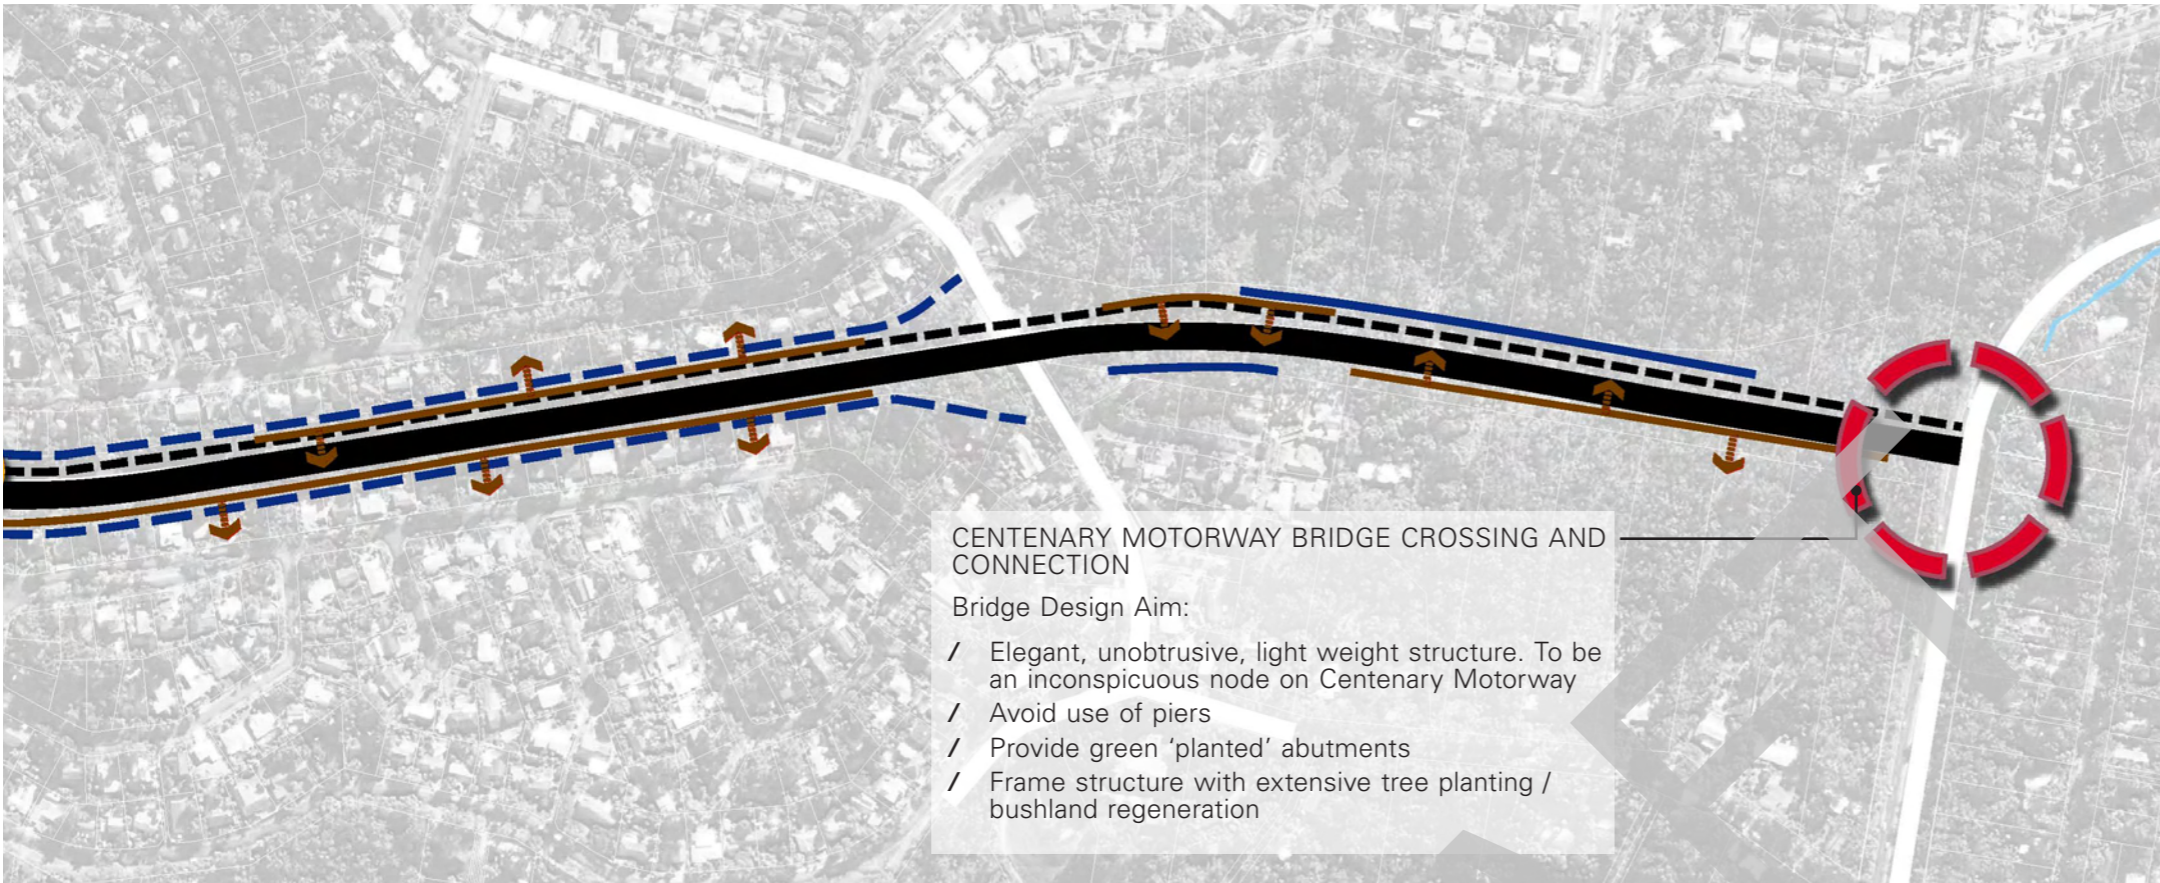 CENTENARY MOTORWAY BRIDGE CROSSING AND
CONNECTION
Bridge Design Aim:
/ Elegant, unobtrusive, light weight structure. To be
an inconspicuous node on Centenary Motorway
/ Avoid use of piers
/ Provide green ‘planted’ abutments
/ Frame structure with extensive tree planting /
bushland regeneration